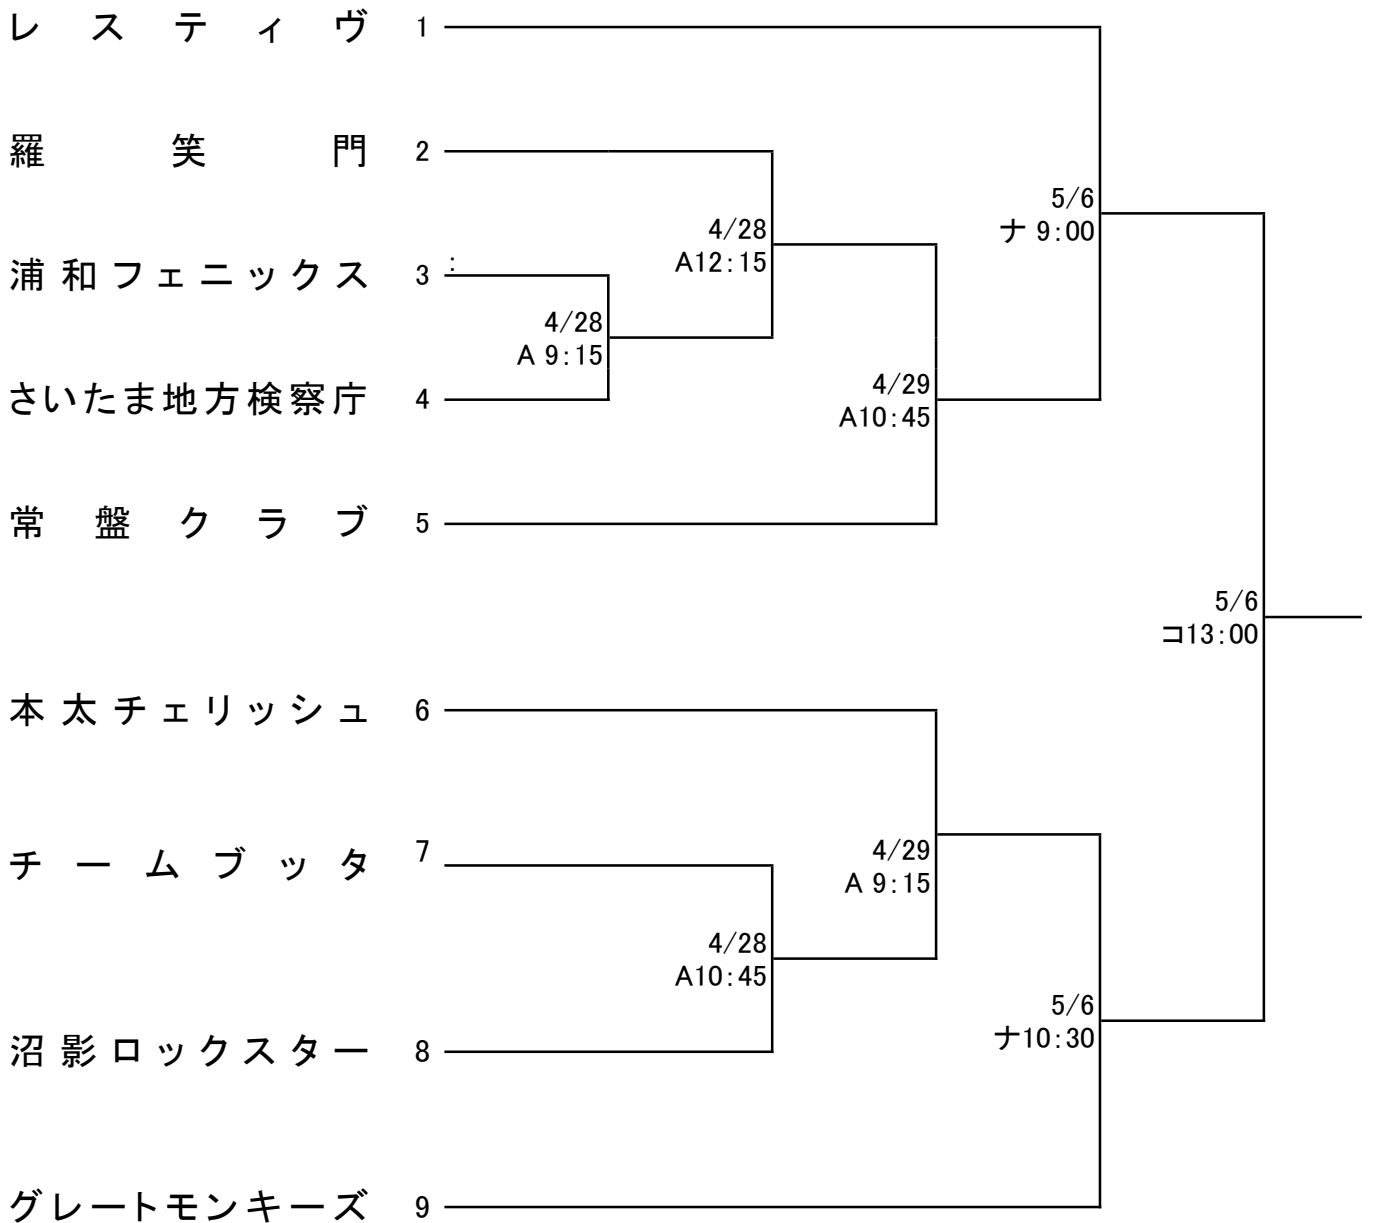 レスティヴ 1
羅笑門 2
5/6
ナ 9:00
4/28
A12:15
浦和フェニックス 3 :
4/28
A 9:15
さいたま地方検察庁 4
4/29
A10:45
常盤クラブ 5
5/6
コ13:00
本太チェリッシュ 6
チームブッタ 7
4/29
A 9:15
4/28
A10:45
5/6
ナ10:30
沼影ロックスター 8
グレートモンキーズ 9